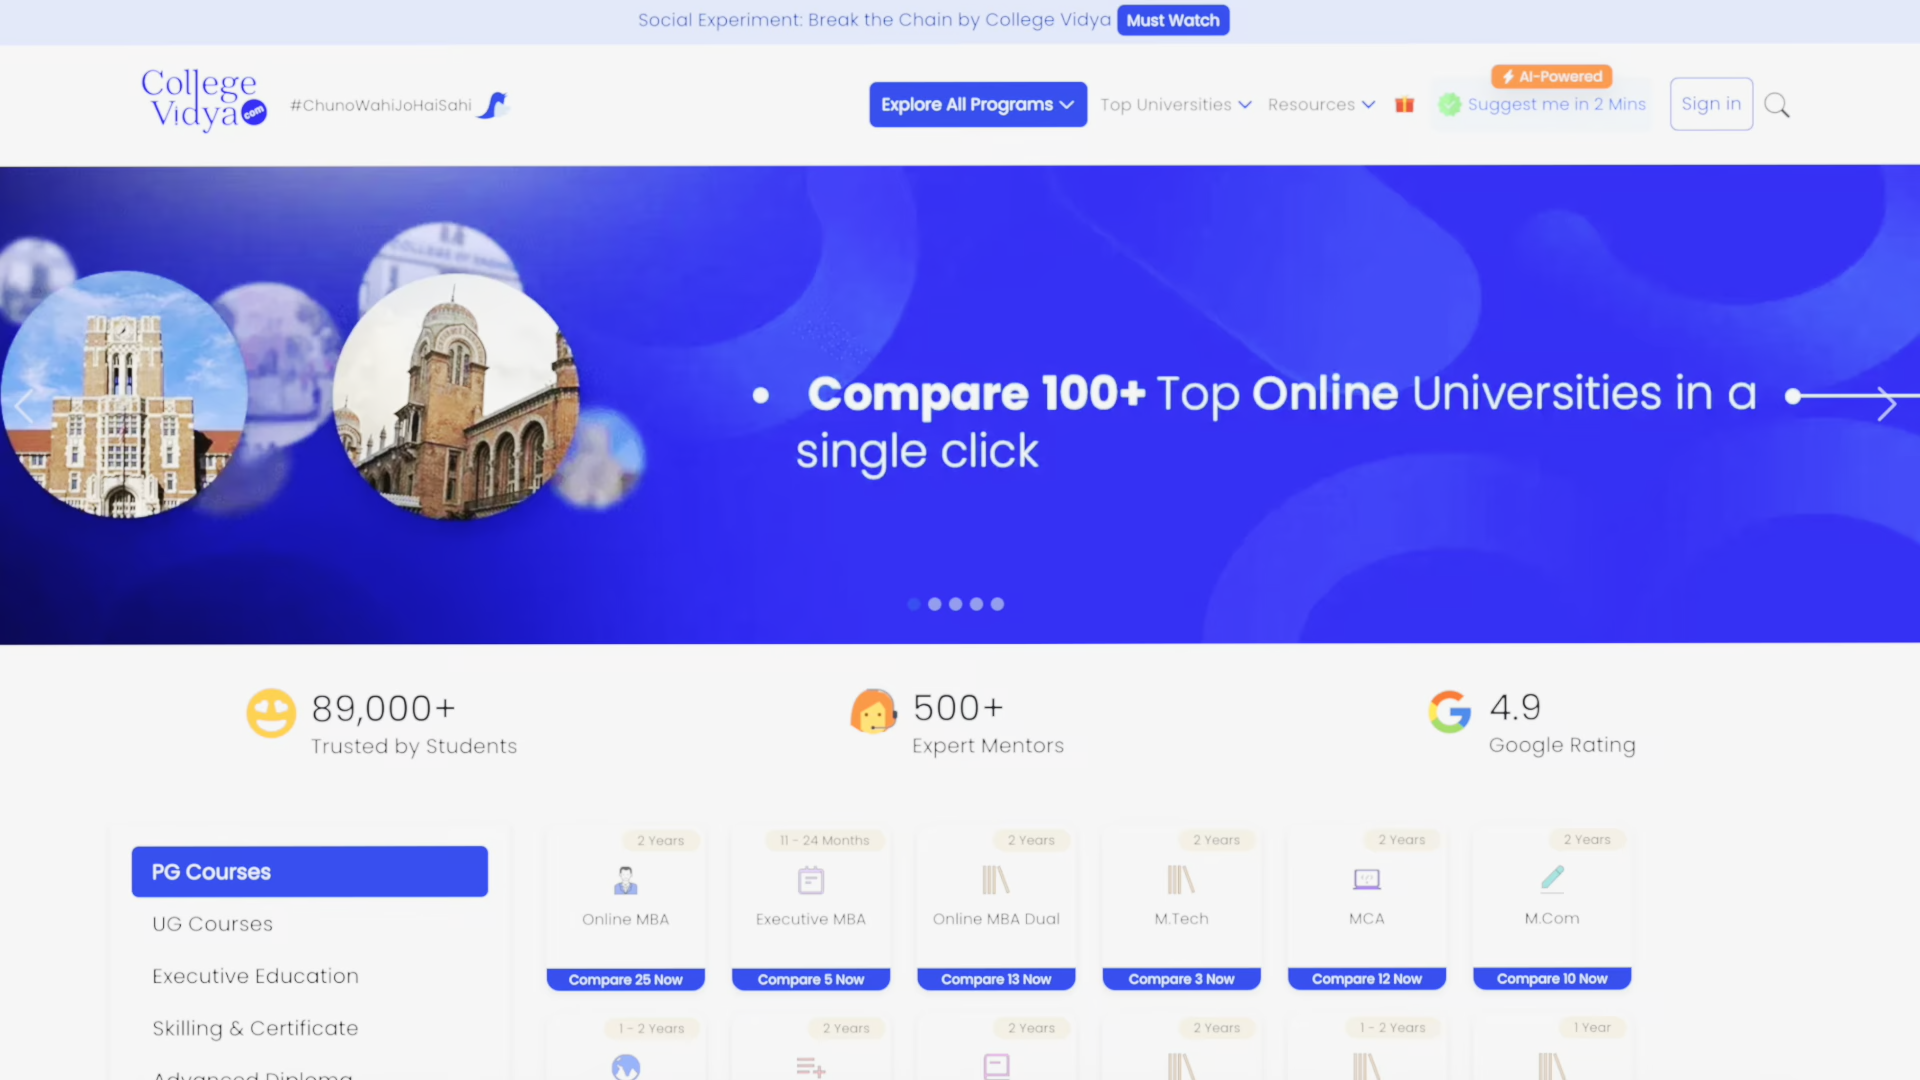 Social Experiment: Break the Chain by College Vidya Must Watch
College Vidya.com
#ChunoWahiJoHaiSahi
Explore All Programs
Top Universities
Resources
AI-Powered
Suggest me in 2 Mins
Sign in
• Compare 100+ Top Online Universities in a
single click
89,000+
Trusted by Students
500+
Expert Mentors
4.9
Google Rating
PG Courses
UG Courses
Executive Education
Skilling & Certificate
Advanced Diploma
2 Years
Online MBA
Compare 25 Now
11 - 24 Months
Executive MBA
Compare 5 Now
2 Years
Online MBA Dual
Compare 13 Now
2 Years
M.Tech
Compare 3 Now
2 Years
MCA
Compare 12 Now
2 Years
M.Com
Compare 10 Now
1 - 2 Years
2 Years
2 Years
2 Years
1 - 2 Years
1 Year